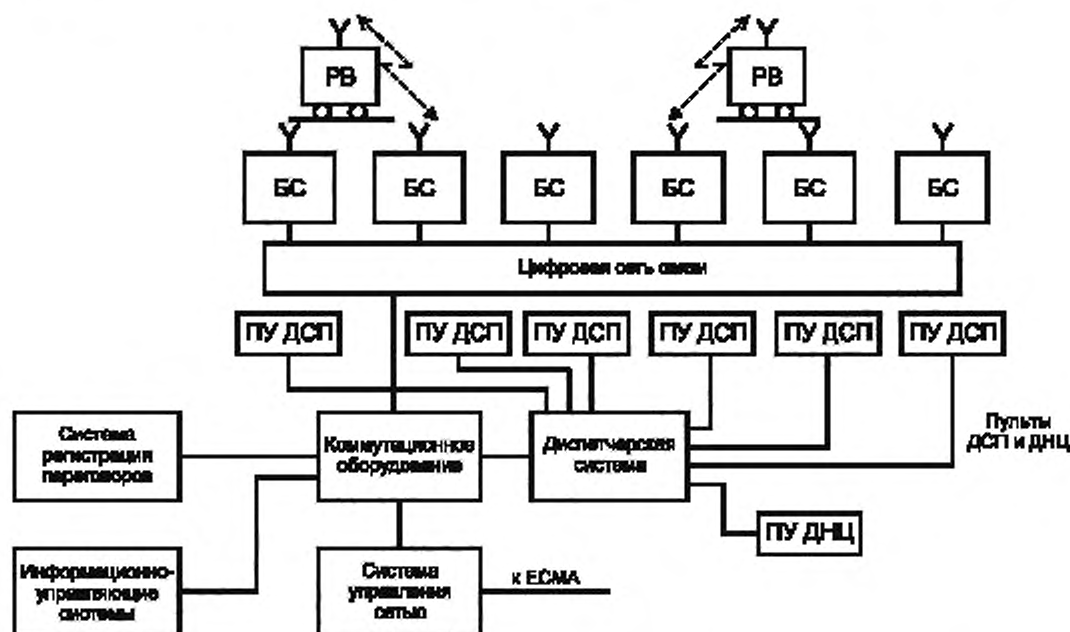 РВ
РВ
БС
БС
БС
БС
БС
БС
Цифровая сеть связи
ПУ ДСП
ПУ ДСП
ПУ ДСП
ПУ ДСП
ПУ ДСП
ПУ ДСП
Система
регистрации
переговоров
Коммутационное
оборудование
Диспетчерская
система
Пульты
ДСП и ДНЦ
ПУ ДНЦ
Информационно-
управляющие
системы
Система
управления
сетью
к ЕСМА